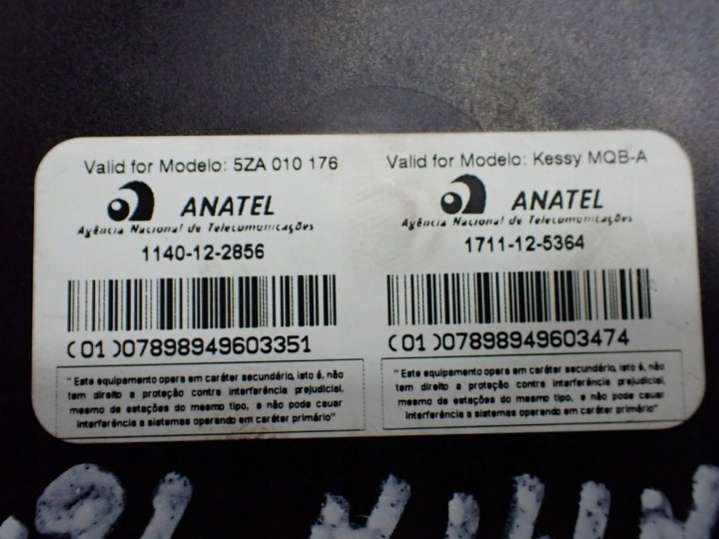 Valid for Modelo: 5ZA 010 176
ANATEL
Agência Nacional de Telecomunicações
1140-12-2856
(01)07898949603351
"Este equipamento opera em caráter secundário, isto é, não
tem direito a proteção contra interferência prejudicial,
mesmo de estações do mesmo tipo, e não pode causar
interferência a sistemas operando em caráter primário"
Valid for Modelo: Kessy MQB-A
ANATEL
Agência Nacional de Telecomunicações
1711-12-5364
(01)07898949603474
"Este equipamento opera em caráter secundário, isto é, não
tem direito a proteção contra interferência prejudicial,
mesmo de estações do mesmo tipo, e não pode causar
interferência a sistemas operando em caráter primário"